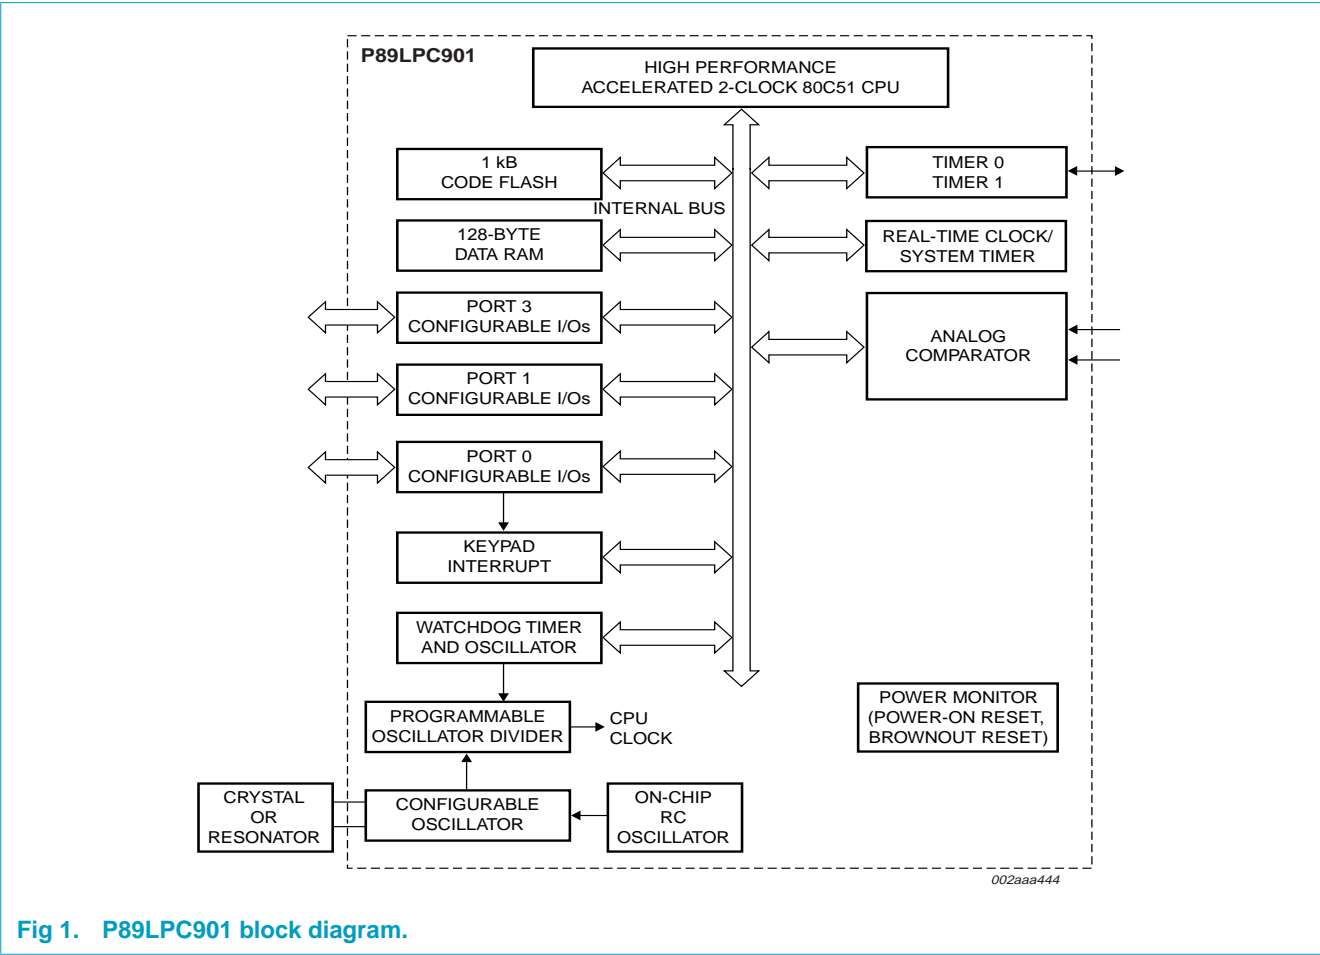 P89LPC901
HIGH PERFORMANCE
ACCELERATED 2-CLOCK 80C51 CPU
1 kB
CODE FLASH
TIMER 0
TIMER 1
INTERNAL BUS
128-BYTE
DATA RAM
REAL-TIME CLOCK/
SYSTEM TIMER
PORT 3
CONFIGURABLE I/Os
ANALOG
COMPARATOR
PORT 1
CONFIGURABLE I/Os
PORT 0
CONFIGURABLE I/Os
KEYPAD
INTERRUPT
WATCHDOG TIMER
AND OSCILLATOR
POWER MONITOR
(POWER-ON RESET,
BROWNOUT RESET)
PROGRAMMABLE
OSCILLATOR DIVIDER
CPU
CLOCK
CRYSTAL
OR
RESONATOR
CONFIGURABLE
OSCILLATOR
ON-CHIP
RC
OSCILLATOR
002aaa444
Fig 1. P89LPC901 block diagram.